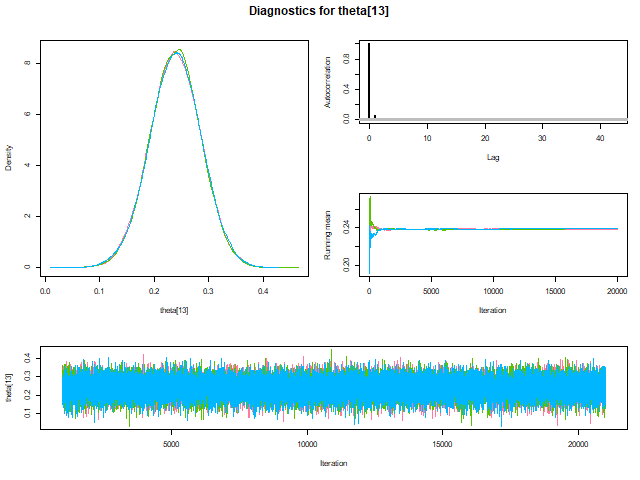 Diagnostics for theta[13]
Density
0 2 4 6 8
0.0 0.1 0.2 0.3 0.4
theta[13]
Autocorrelation
0.0 0.4 0.8
0 10 20 30 40
Lag
Running mean
0.20 0.24
0 5000 10000 15000 20000
Iteration
theta[13]
0.1 0.2 0.3 0.4
5000 10000 15000 20000
Iteration